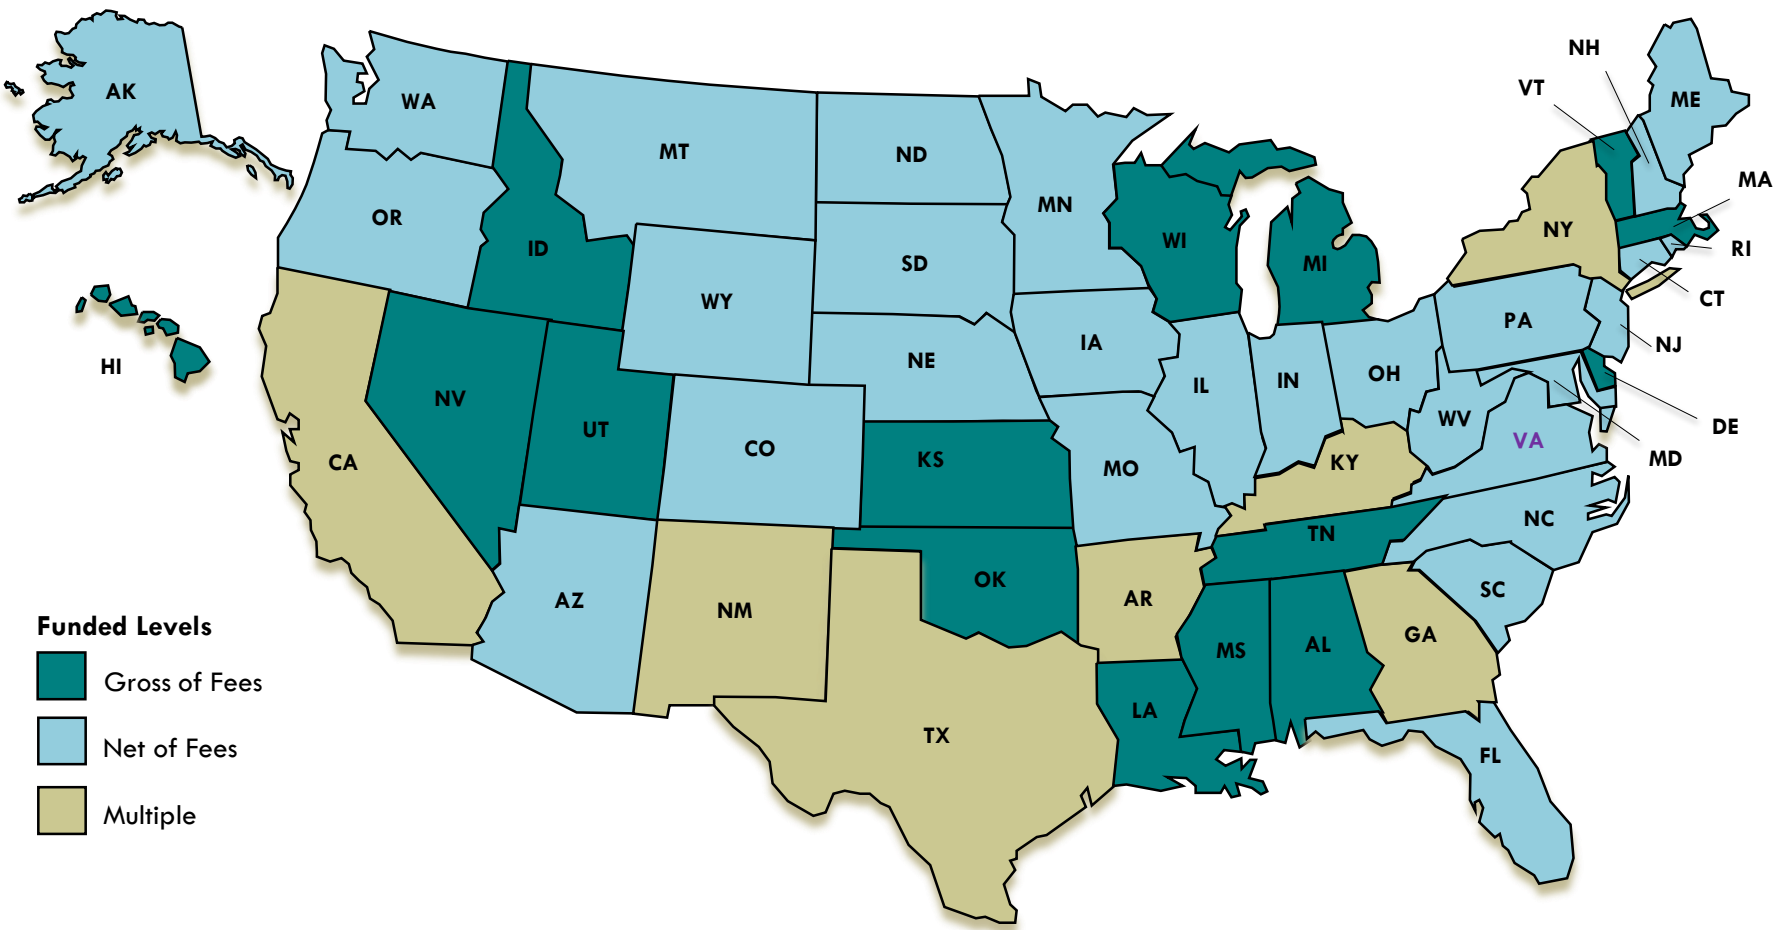 NH
VT
ME
AK
WA
MT
ND
MN
MA
OR
NY
RI
ID
WI
SD
MI
CT
WY
PA
NJ
HI
IA
NE
OH
IL
IN
NV
WV
DE
UT
VA
CO
KS
MD
CA
MO
KY
NC
TN
OK
SC
AZ
AR
NM
GA
MS
AL
LA
TX
FL
Funded Levels
Gross of Fees
Net of Fees
Multiple